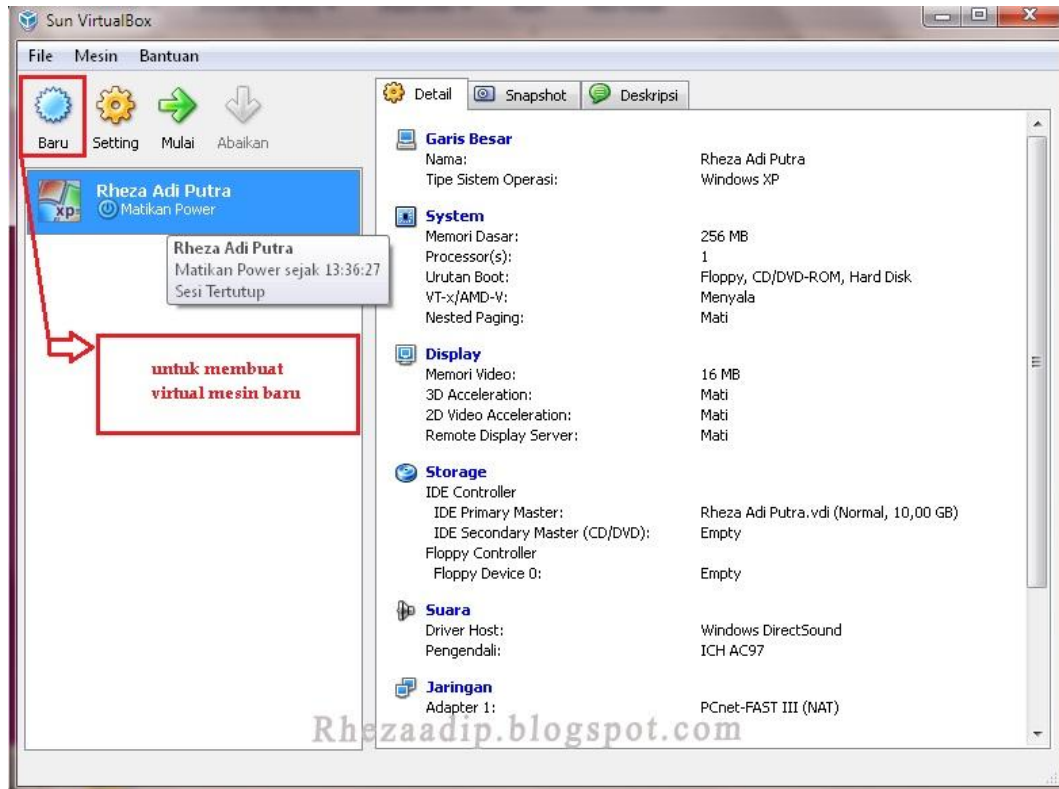 Sun VirtualBox
File Mesin Bantuan
Baru Setting Mulai Abaikan
Rheza Adi Putra
Matikan Power
xp
Rheza Adi Putra
Matikan Power sejak 13:36:27
Sesi Tertutup
untuk membuat
virtual mesin baru
Detail Snapshot Deskripsi
Garis Besar
Nama: Rheza Adi Putra
Tipe Sistem Operasi: Windows XP
System
Memori Dasar: 256 MB
Processor(s): 1
Urutan Boot: Floppy, CD/DVD-ROM, Hard Disk
VT-x/AMD-V: Menyala
Nested Paging: Mati
Display
Memori Video: 16 MB
3D Acceleration: Mati
2D Video Acceleration: Mati
Remote Display Server: Mati
Storage
IDE Controller
IDE Primary Master: Rheza Adi Putra.vdi (Normal, 10,00 GB)
IDE Secondary Master (CD/DVD): Empty
Floppy Controller
Floppy Device 0: Empty
Suara
Driver Host: Windows DirectSound
Pengendali: ICH AC97
Jaringan
Adapter 1: PCnet-FAST III (NAT)
Rhezaadip.blogspot.com